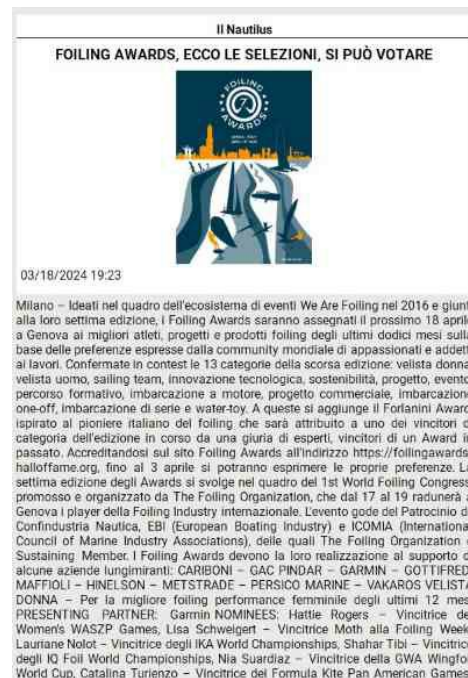 Il Nautilus
FOILING AWARDS, ECCO LE SELEZIONI, SI PUÒ VOTARE
FOILING
AWARDS
03/18/2024 19:23
Milano – Ideati nel quadro dell'ecosistema di eventi We Are Foiling nel 2016 e giunt
alla loro settima edizione, i Foiling Awards saranno assegnati il prossimo 18 aprile
a Genova ai migliori atleti, progetti e prodotti foiling degli ultimi dodici mesi sulla
base delle preferenze espresse dalla community mondiale di appassionati e addett
ai lavori. Confermate in contest le 13 categorie della scorsa edizione: velista donna
velista uomo, sailing team, innovazione tecnologica, sostenibilità, progetto, evento
percorso formativo, imbarcazione a motore, progetto commerciale, imbarcazione
one-off, imbarcazione di serie e water-toy. A queste si aggiunge il Forlanini Award
ispirato al pioniere italiano del foiling che sarà attribuito a uno dei vincitori d
categoria dell'edizione in corso da una giuria di esperti, vincitori di un Award in
passato. Accreditandosi sul sito Foiling Awards all'indirizzo https://foilingawards
halloffame.org, fino al 3 aprile si potranno esprimere le proprie preferenze. La
settima edizione degli Awards si svolge nel quadro del 1st World Foiling Congress
promosso e organizzato da The Foiling Organization, che dal 17 al 19 radunerà a
Genova i player della Foiling Industry internazionale. L'evento gode del Patrocinio d
Confindustria Nautica, EBI (European Boating Industry) e ICOMIA (Internationa
Council of Marine Industry Associations), delle quali The Foiling Organization è
Sustaining Member. I Foiling Awards devono la loro realizzazione al supporto d
alcune aziende lungimiranti: CARIBONI – GAC PINDAR – GARMIN – GOTTIFRED
MAFFIOLI – HINELSON – METSTRADE – PERSICO MARINE – VAKAROS VELISTA
DONNA – Per la migliore foiling performance femminile degli ultimi 12 mes
PRESENTING PARTNER: Garmin NOMINEES: Hattie Rogers – Vincitrice de
Women's WASZP Games, Lisa Schweigert – Vincitrice Moth alla Foiling Week
Lauriane Nolot – Vincitrice degli IKA World Championships, Shahar Tibi – Vincitrice
degli IQ Foil World Championships, Nia Suardiaz – Vincitrice della GWA Wingfoi
World Cup, Catalina Turienzo – Vincitrice dei Formula Kite Pan American Games